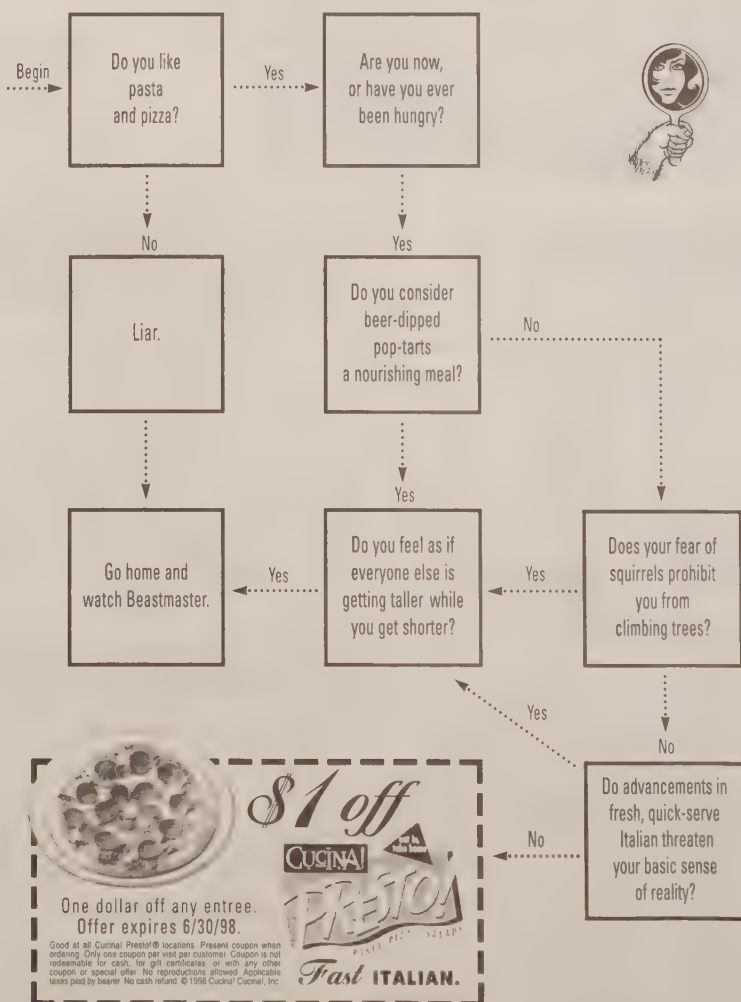 Begin
Do you like
pasta
and pizza?
Yes
Are you now,
or have you ever
been hungry?
No
Yes
Liar.
Do you consider
beer-dipped
pop-tarts
a nourishing meal?
No
Yes
Go home and
watch Beastmaster.
Yes
Do you feel as if
everyone else is
getting taller while
you get shorter?
Yes
Does your fear of
squirrels prohibit
you from
climbing trees?
Yes
No
Do advancements in
fresh, quick-serve
Italian threaten
your basic sense
of reality?
No
$1 off
CUCINA!
eat in,
take home
PRESTO!
PASTA PIZZA SALADS
Fast ITALIAN.
One dollar off any entree.
Offer expires 6/30/98.
Good at all Cucina! Presto!® locations. Present coupon when
ordering. Only one coupon per visit per customer. Coupon is not
redeemable for cash, for gift certificates, or with any other
coupon or special offer. No reproductions allowed. Applicable
taxes paid by bearer. No cash refund. © 1998 Cucina! Cucina!, Inc.